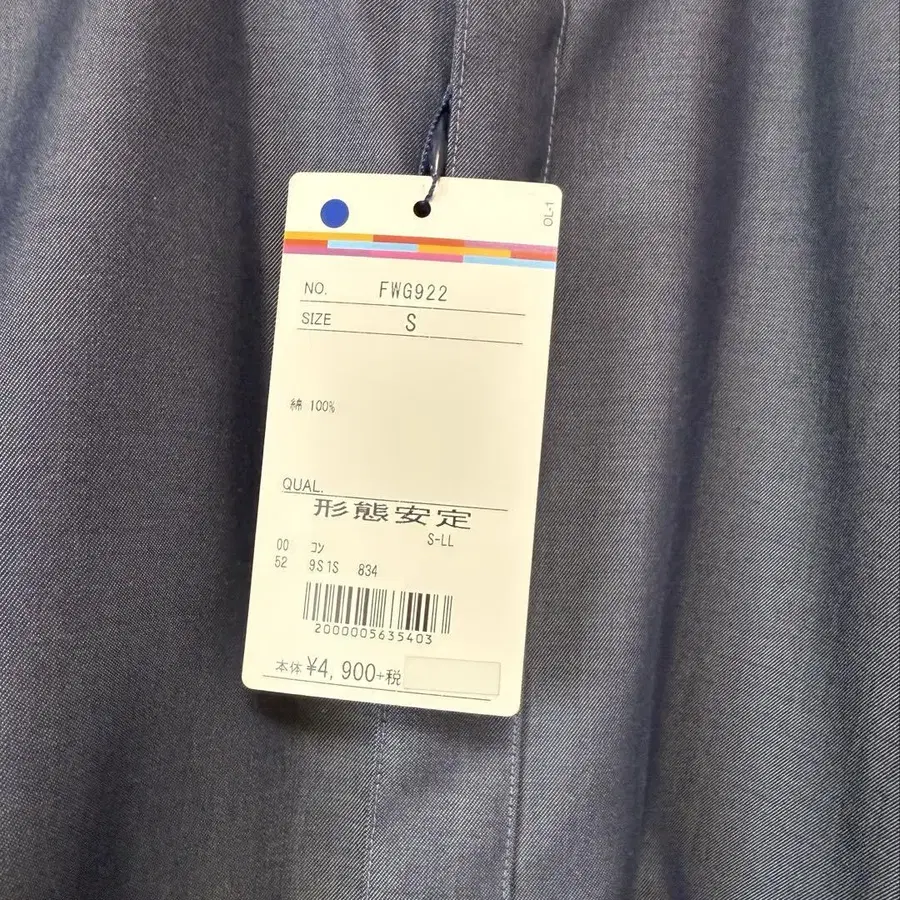 OL-1
NO. FWG922
SIZE S
綿 100%
QUAL.
形態安定
S-LL
00 コン
52 9S1S 834
2000005635403
本体 ¥4,900+税